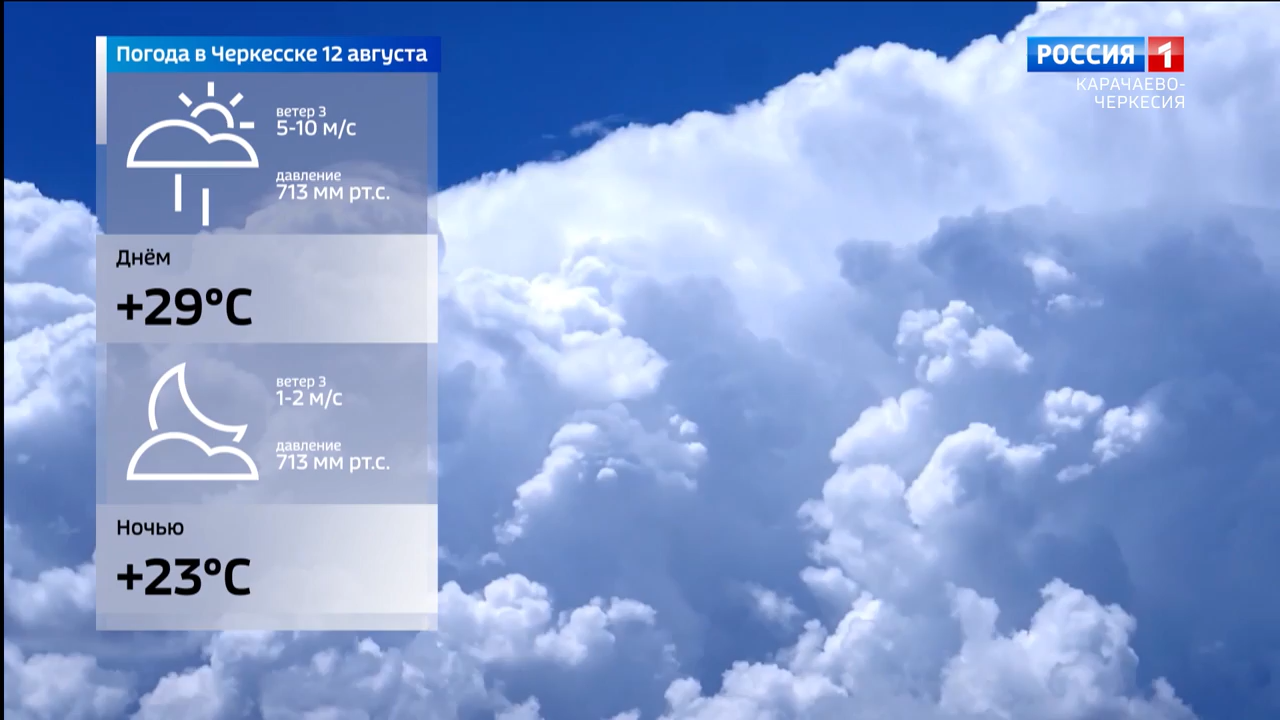 Погода в Черкесске 12 августа
РОССИЯ 1
КАРАЧАЕВО-
ЧЕРКЕСИЯ
ветер З
5-10 м/с
давление
713 мм рт.с.
Днём
+29°C
ветер З
1-2 м/с
давление
713 мм рт.с.
Ночью
+23°C